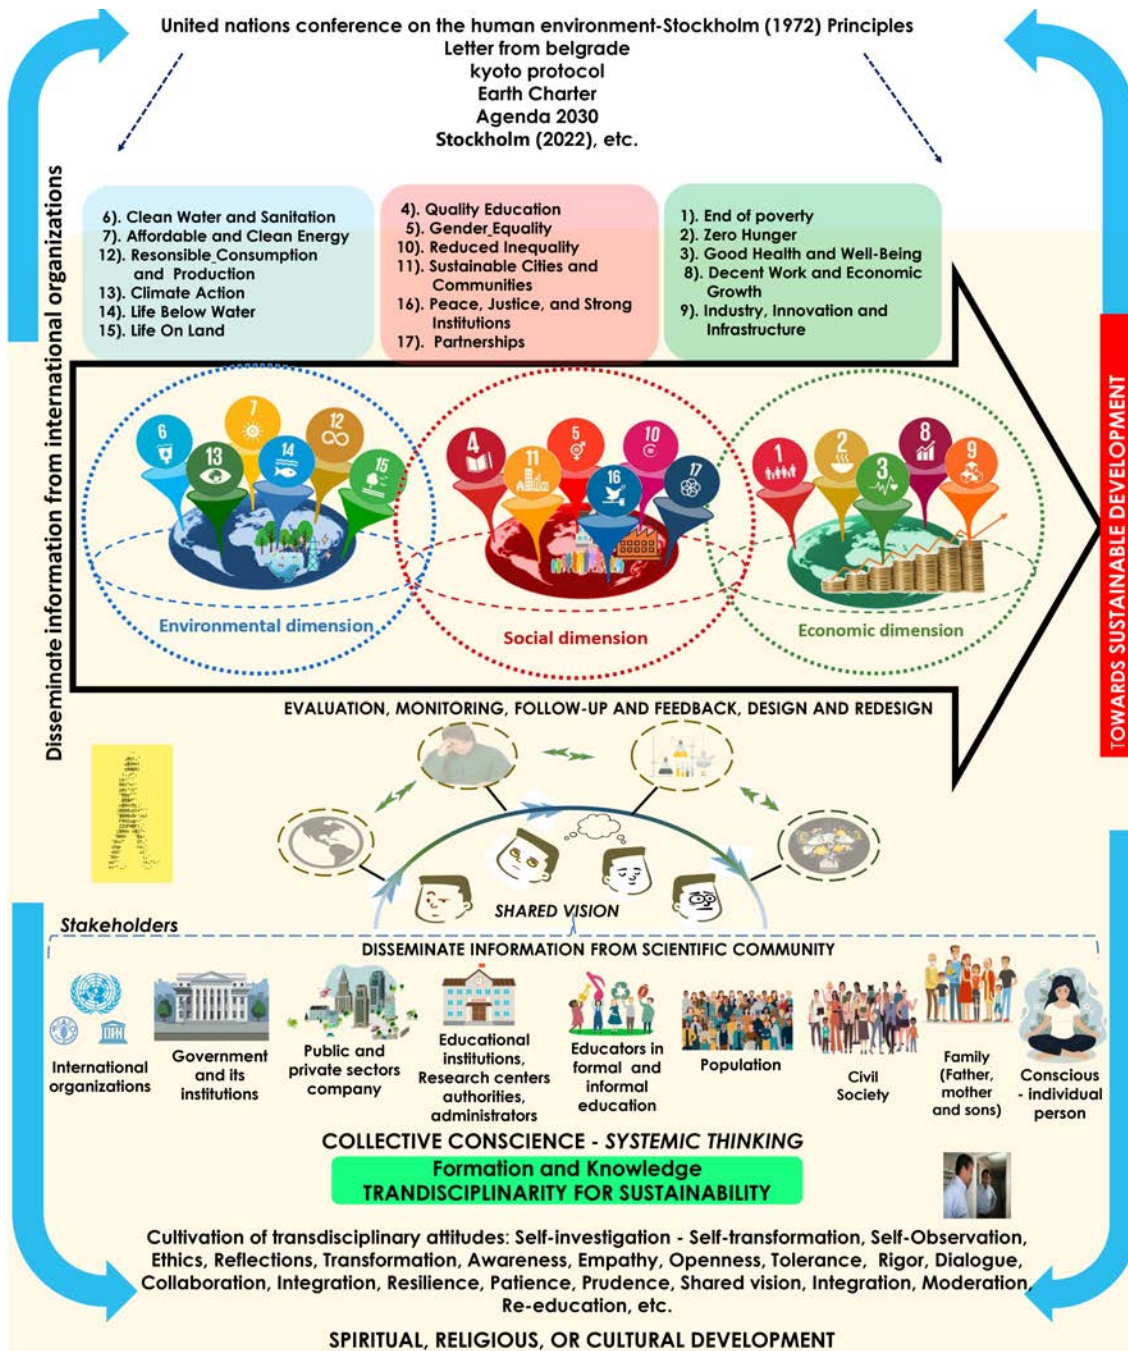 United nations conference on the human environment-Stockholm (1972) Principles
Letter from belgrade
kyoto protocol
Earth Charter
Agenda 2030
Stockholm (2022), etc.
Disseminate information from international organizations
6). Clean Water and Sanitation
7). Affordable and Clean Energy
12). Resonsible_Consumption
and Production
13). Climate Action
14). Life Below Water
15). Life On Land
4). Quality Education
5). Gender_Equality
10). Reduced Inequality
11). Sustainable Cities and
Communities
16). Peace, Justice, and Strong
Institutions
17). Partnerships
1). End of poverty
2). Zero Hunger
3). Good Health and Well-Being
8). Decent Work and Economic
Growth
9). Industry, Innovation and
Infrastructure
6
13
7
14
12
15
Environmental dimension
4
11
5
16
10
17
Social dimension
1
2
3
8
9
Economic dimension
TOWARDS SUSTAINABLE DEVELOPMENT
EVALUATION, MONITORING, FOLLOW-UP AND FEEDBACK, DESIGN AND REDESIGN
SHARED VISION
Stakeholders
DISSEMINATE INFORMATION FROM SCIENTIFIC COMMUNITY
International
organizations
Government
and its
institutions
Public and
private sectors
company
Educational
institutions,
Research centers
authorities,
administrators
Educators in
formal and
informal
education
Population
Civil
Society
Family
(Father,
mother
and sons)
Conscious
- individual
person
COLLECTIVE CONSCIENCE - SYSTEMIC THINKING
Formation and Knowledge
TRANDISCIPLINARITY FOR SUSTAINABILITY
Cultivation of transdisciplinary attitudes: Self-investigation - Self-transformation, Self-Observation,
Ethics, Reflections, Transformation, Awareness, Empathy, Openness, Tolerance, Rigor, Dialogue,
Collaboration, Integration, Resilience, Patience, Prudence, Shared vision, Integration, Moderation,
Re-education, etc.
SPIRITUAL, RELIGIOUS, OR CULTURAL DEVELOPMENT